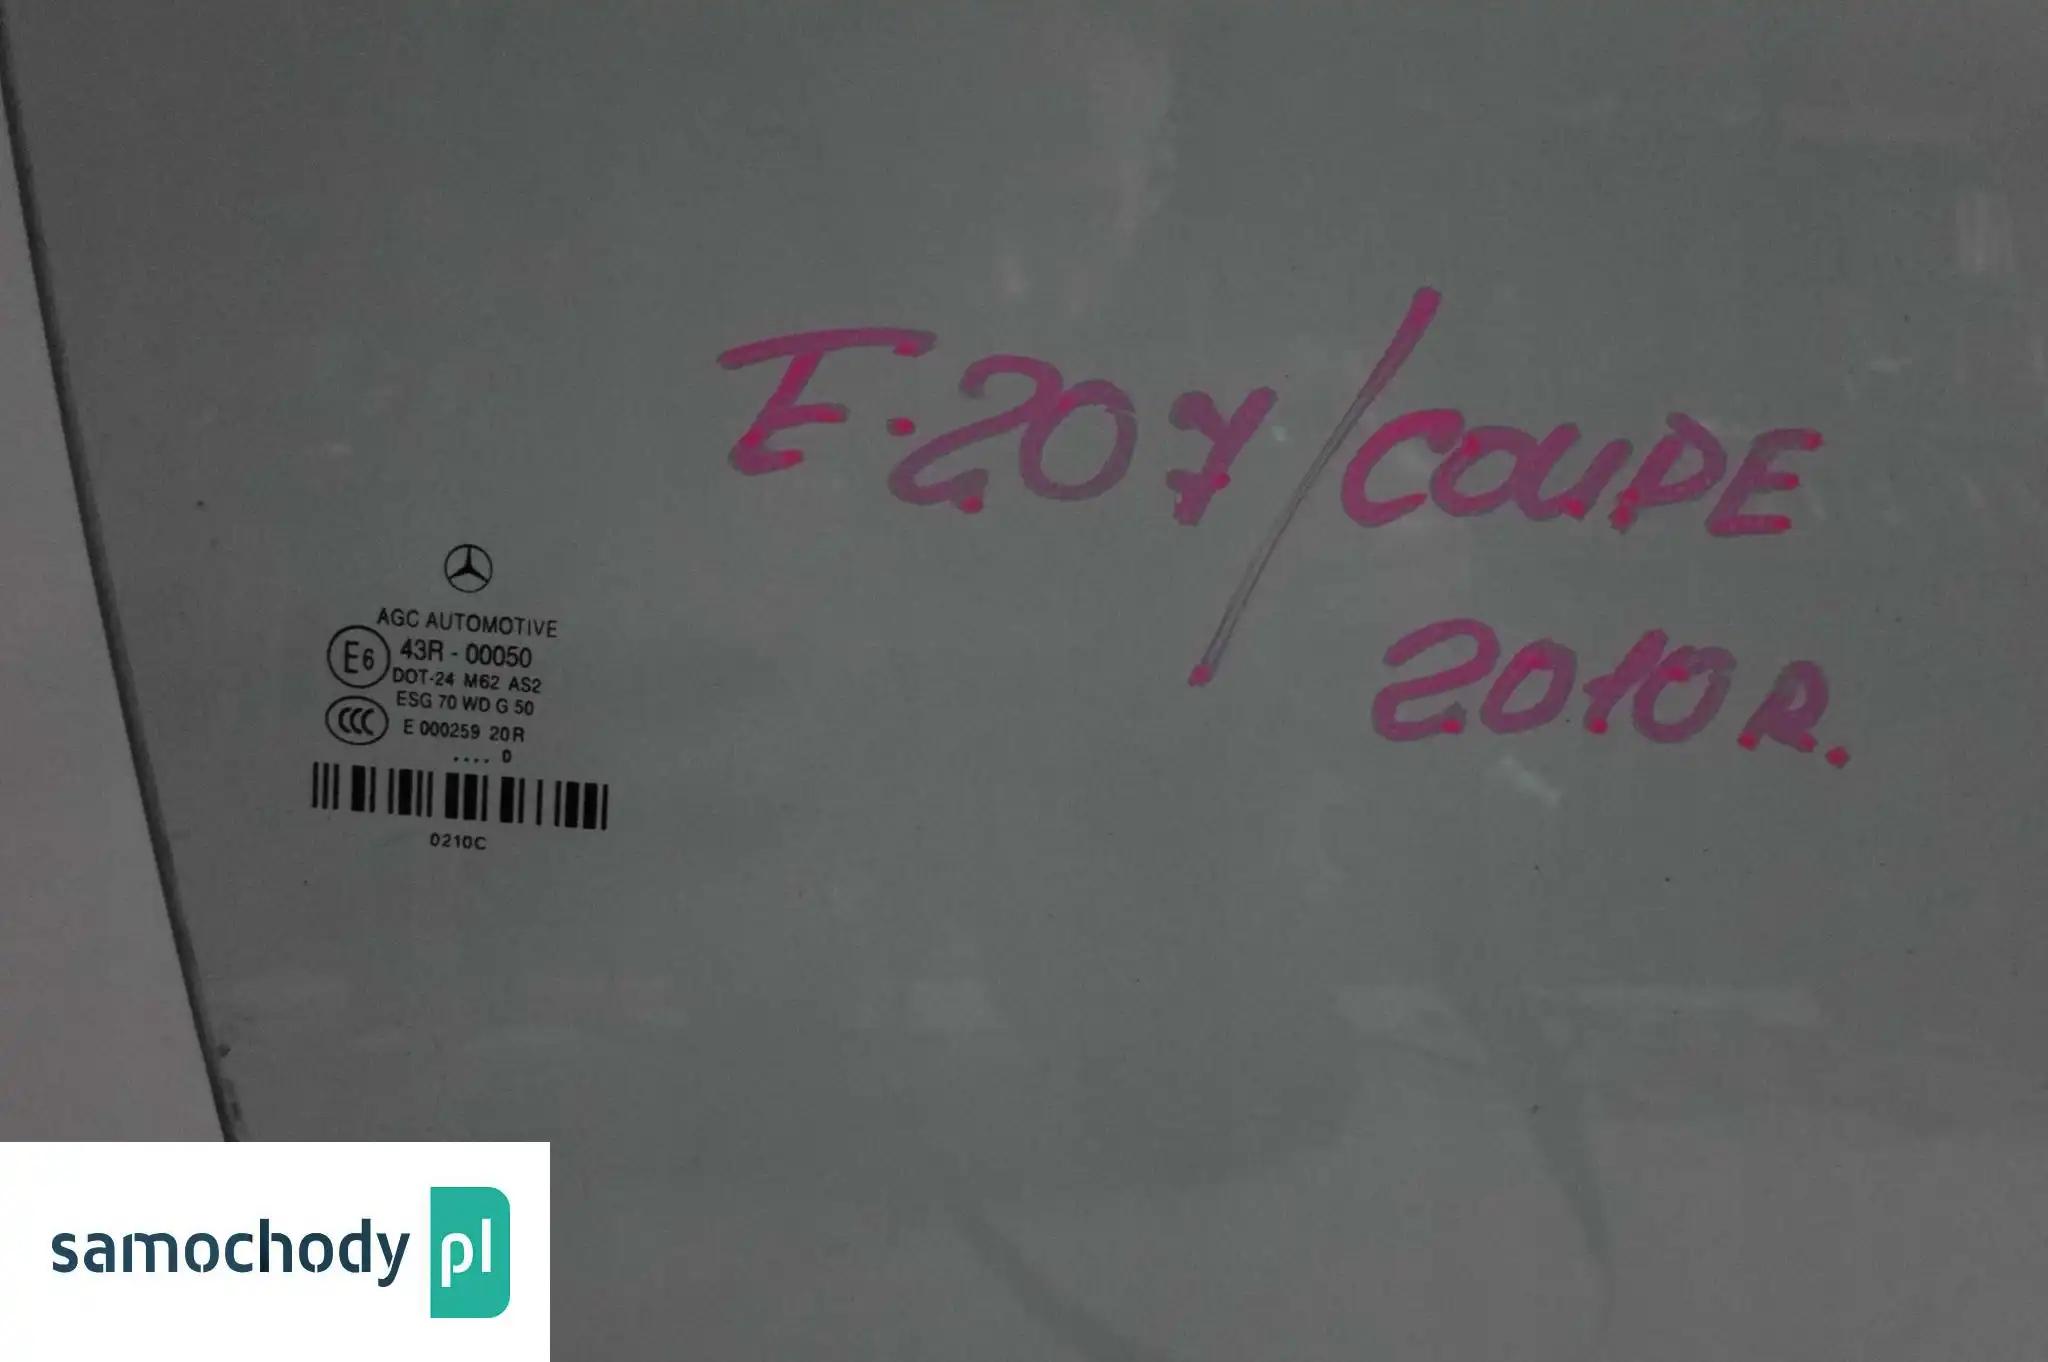 E-207/COUPE
2010R.
AGC AUTOMOTIVE
E6 43R - 00050
DOT-24 M62 AS2
ESG 70 WD G 50
CCC E 000259 20R
.... D
0210C
samochody pl